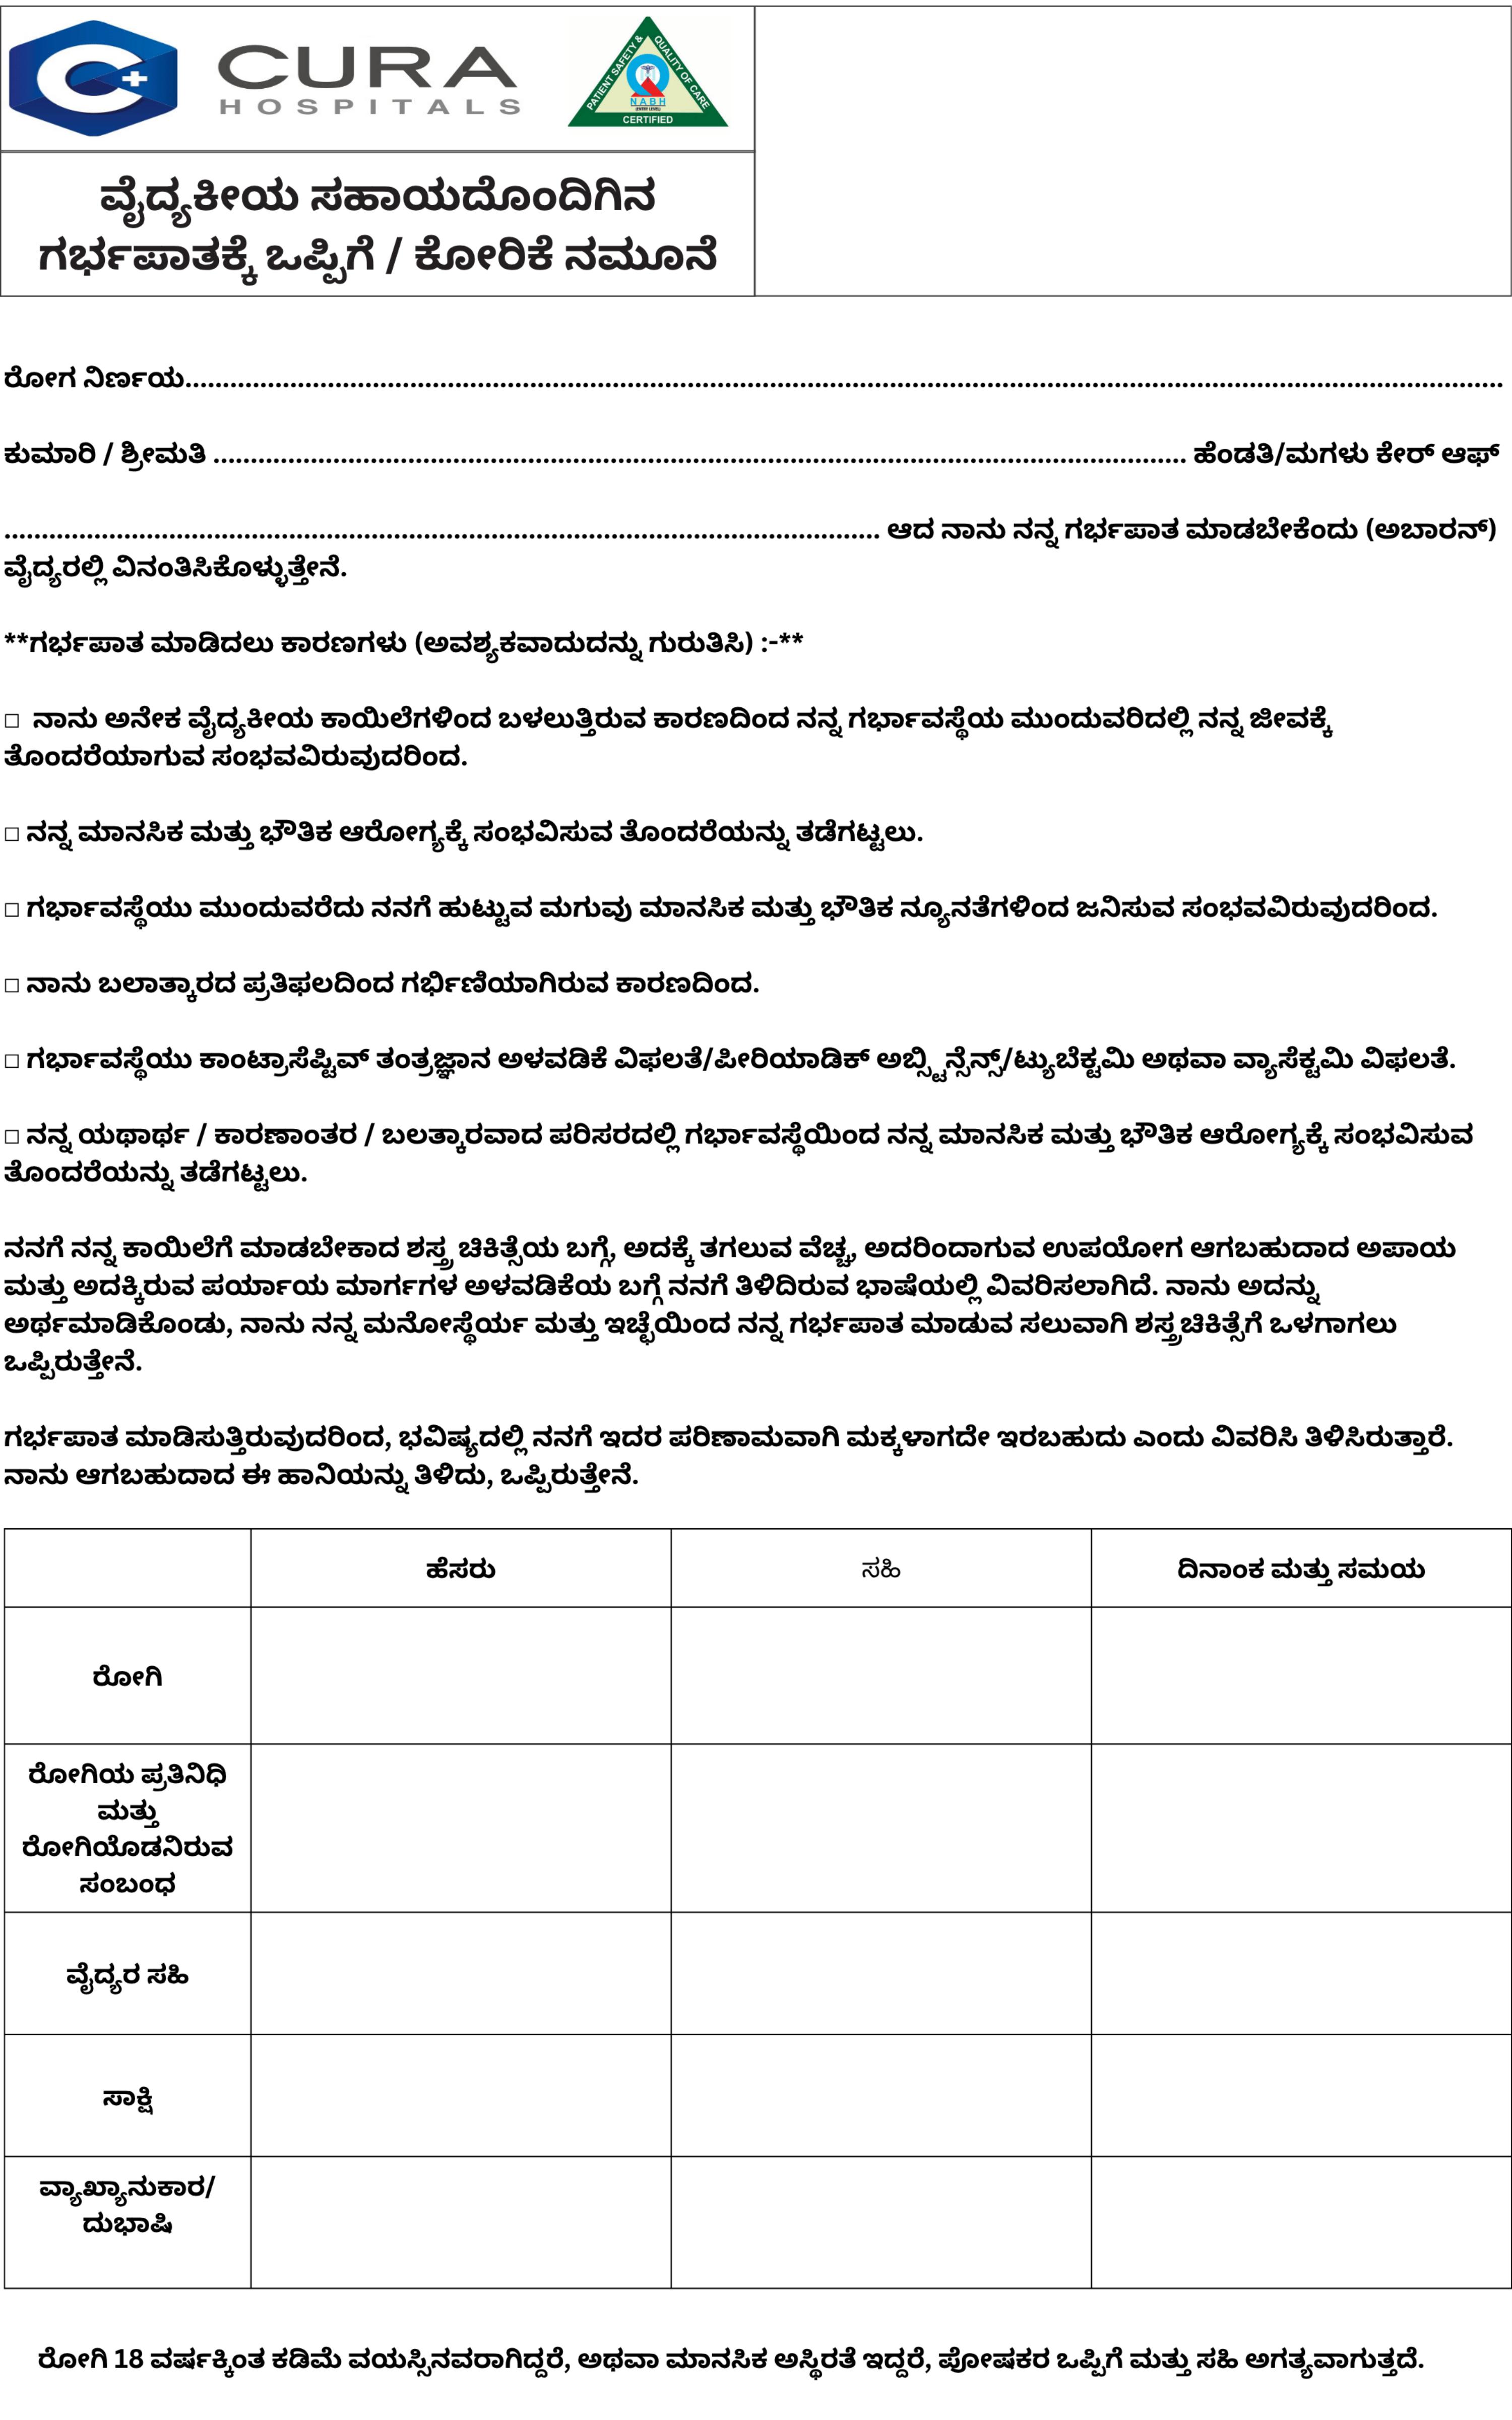 CURA
HOSPITALS
PATIENT SAFETY & QUALITY OF CARE
NABH
(ENTRY LEVEL)
CERTIFIED
ವೈದ್ಯಕೀಯ ಸಹಾಯದೊಂದಿಗಿನ
ಗರ್ಭಪಾತಕ್ಕೆ ಒಪ್ಪಿಗೆ / ಕೋರಿಕೆ ನಮೂನೆ
ರೋಗ ನಿರ್ಣಯ................................................................................
ಕುಮಾರಿ / ಶ್ರೀಮತಿ ................................................................................ ಹೆಂಡತಿ/ಮಗಳು ಕೇರ್ ಆಫ್
................................................................................ ಆದ ನಾನು ನನ್ನ ಗರ್ಭಪಾತ ಮಾಡಬೇಕೆಂದು (ಅಬಾರನ್)
ವೈದ್ಯರಲ್ಲಿ ವಿನಂತಿಸಿಕೊಳ್ಳುತ್ತೇನೆ.
**ಗರ್ಭಪಾತ ಮಾಡಿದಲು ಕಾರಣಗಳು (ಅವಶ್ಯಕವಾದುದನ್ನು ಗುರುತಿಸಿ) :-**
□ ನಾನು ಅನೇಕ ವೈದ್ಯಕೀಯ ಕಾಯಿಲೆಗಳಿಂದ ಬಳಲುತ್ತಿರುವ ಕಾರಣದಿಂದ ನನ್ನ ಗರ್ಭಾವಸ್ಥೆಯ ಮುಂದುವರಿದಲ್ಲಿ ನನ್ನ ಜೀವಕ್ಕೆ
ತೊಂದರೆಯಾಗುವ ಸಂಭವವಿರುವುದರಿಂದ.
□ ನನ್ನ ಮಾನಸಿಕ ಮತ್ತು ಭೌತಿಕ ಆರೋಗ್ಯಕ್ಕೆ ಸಂಭವಿಸುವ ತೊಂದರೆಯನ್ನು ತಡೆಗಟ್ಟಲು.
□ ಗರ್ಭಾವಸ್ಥೆಯು ಮುಂದುವರೆದು ನನಗೆ ಹುಟ್ಟುವ ಮಗುವು ಮಾನಸಿಕ ಮತ್ತು ಭೌತಿಕ ನ್ಯೂನತೆಗಳಿಂದ ಜನಿಸುವ ಸಂಭವವಿರುವುದರಿಂದ.
□ ನಾನು ಬಲಾತ್ಕಾರದ ಪ್ರತಿಫಲದಿಂದ ಗರ್ಭಿಣಿಯಾಗಿರುವ ಕಾರಣದಿಂದ.
□ ಗರ್ಭಾವಸ್ಥೆಯು ಕಾಂಟ್ರಾಸೆಪ್ಟಿವ್ ತಂತ್ರಜ್ಞಾನ ಅಳವಡಿಕೆ ವಿಫಲತೆ/ಪೀರಿಯಾಡಿಕ್ ಅಬ್ಸ್ಟಿನ್ಸೆನ್ಸ್/ಟ್ಯುಬೆಕ್ಟಮಿ ಅಥವಾ ವ್ಯಾಸೆಕ್ಟಮಿ ವಿಫಲತೆ.
□ ನನ್ನ ಯಥಾರ್ಥ / ಕಾರಣಾಂತರ / ಬಲತ್ಕಾರವಾದ ಪರಿಸರದಲ್ಲಿ ಗರ್ಭಾವಸ್ಥೆಯಿಂದ ನನ್ನ ಮಾನಸಿಕ ಮತ್ತು ಭೌತಿಕ ಆರೋಗ್ಯಕ್ಕೆ ಸಂಭವಿಸುವ
ತೊಂದರೆಯನ್ನು ತಡೆಗಟ್ಟಲು.
ನನಗೆ ನನ್ನ ಕಾಯಿಲೆಗೆ ಮಾಡಬೇಕಾದ ಶಸ್ತ್ರ ಚಿಕಿತ್ಸೆಯ ಬಗ್ಗೆ, ಅದಕ್ಕೆ ತಗಲುವ ವೆಚ್ಚ, ಅದರಿಂದಾಗುವ ಉಪಯೋಗ ಆಗಬಹುದಾದ ಅಪಾಯ
ಮತ್ತು ಅದಕ್ಕಿರುವ ಪರ್ಯಾಯ ಮಾರ್ಗಗಳ ಅಳವಡಿಕೆಯ ಬಗ್ಗೆ ನನಗೆ ತಿಳಿದಿರುವ ಭಾಷೆಯಲ್ಲಿ ವಿವರಿಸಲಾಗಿದೆ. ನಾನು ಅದನ್ನು
ಅರ್ಥಮಾಡಿಕೊಂಡು, ನಾನು ನನ್ನ ಮನೋಸ್ಥೆರ್ಯ ಮತ್ತು ಇಚ್ಛೆಯಿಂದ ನನ್ನ ಗರ್ಭಪಾತ ಮಾಡುವ ಸಲುವಾಗಿ ಶಸ್ತ್ರಚಿಕಿತ್ಸೆಗೆ ಒಳಗಾಗಲು
ಒಪ್ಪಿರುತ್ತೇನೆ.
ಗರ್ಭಪಾತ ಮಾಡಿಸುತ್ತಿರುವುದರಿಂದ, ಭವಿಷ್ಯದಲ್ಲಿ ನನಗೆ ಇದರ ಪರಿಣಾಮವಾಗಿ ಮಕ್ಕಳಾಗದೇ ಇರಬಹುದು ಎಂದು ವಿವರಿಸಿ ತಿಳಿಸಿರುತ್ತಾರೆ.
ನಾನು ಆಗಬಹುದಾದ ಈ ಹಾನಿಯನ್ನು ತಿಳಿದು, ಒಪ್ಪಿರುತ್ತೇನೆ.
ಹೆಸರು ಸಹಿ ದಿನಾಂಕ ಮತ್ತು ಸಮಯ
ರೋಗಿ
ರೋಗಿಯ ಪ್ರತಿನಿಧಿ
ಮತ್ತು
ರೋಗಿಯೊಡನಿರುವ
ಸಂಬಂಧ
ವೈದ್ಯರ ಸಹಿ
ಸಾಕ್ಷಿ
ವ್ಯಾಖ್ಯಾನುಕಾರ/
ದುಭಾಷಿ
ರೋಗಿ 18 ವರ್ಷಕ್ಕಿಂತ ಕಡಿಮೆ ವಯಸ್ಸಿನವರಾಗಿದ್ದರೆ, ಅಥವಾ ಮಾನಸಿಕ ಅಸ್ಥಿರತೆ ಇದ್ದರೆ, ಪೋಷಕರ ಒಪ್ಪಿಗೆ ಮತ್ತು ಸಹಿ ಅಗತ್ಯವಾಗುತ್ತದೆ.